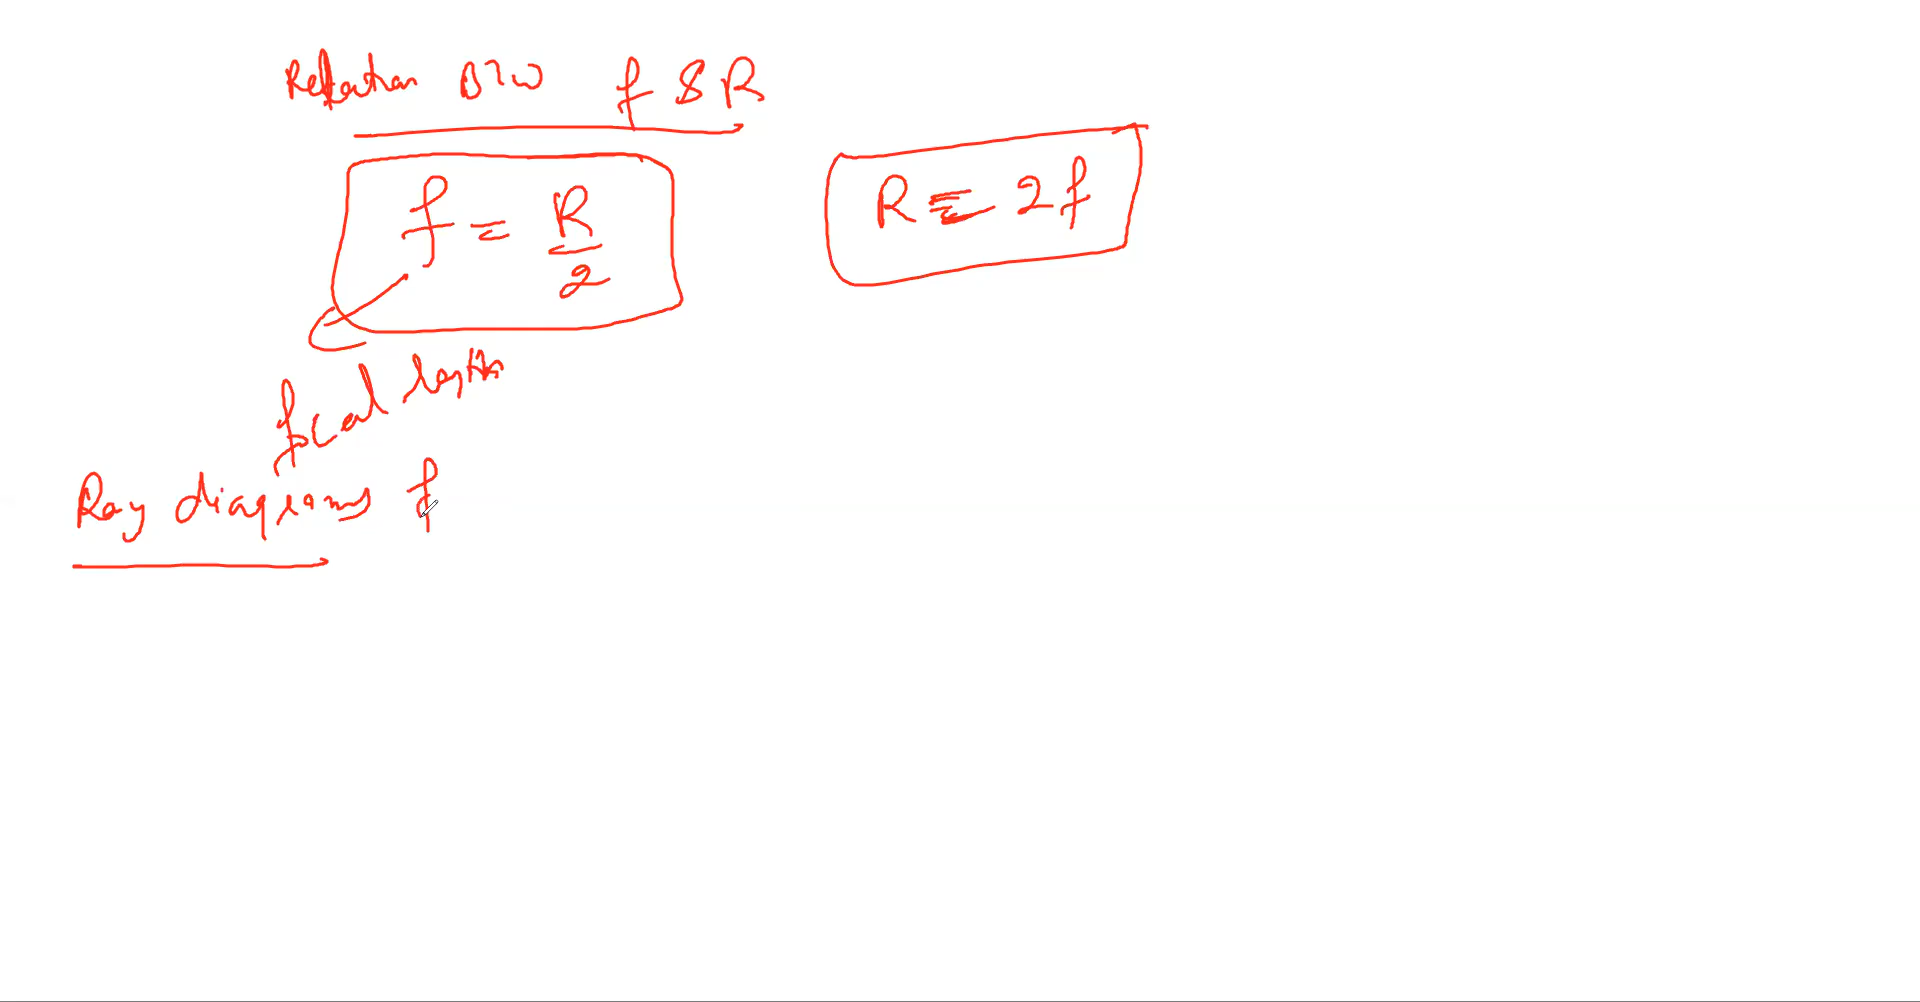 Relation B/w f & R
f = R/2
R = 2f
focal length
Ray diagrams f